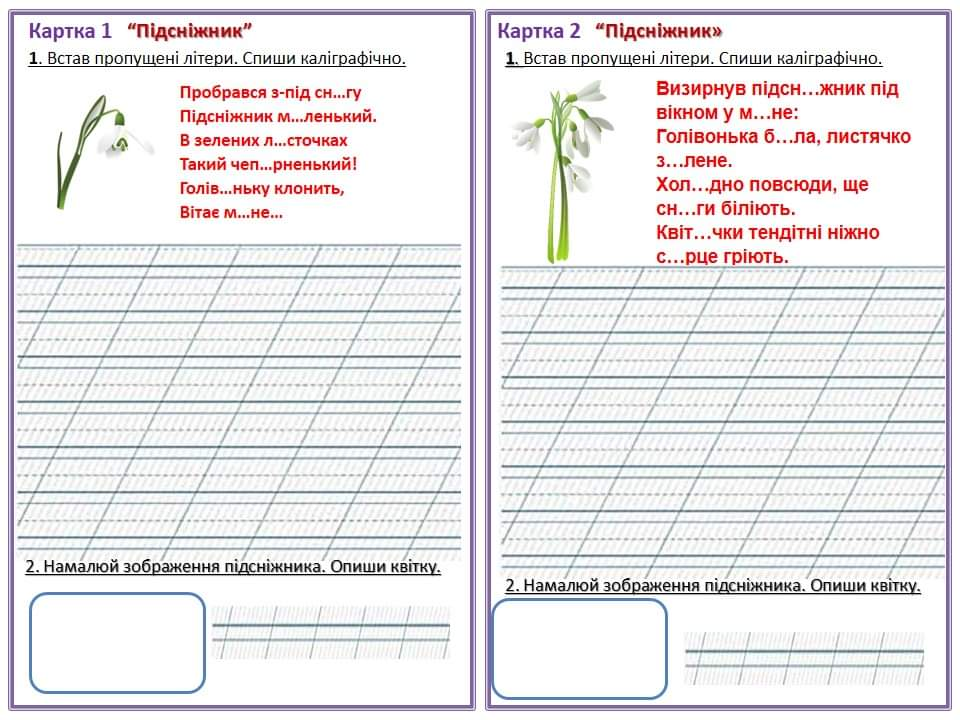 Картка 1 “Підсніжник”
1. Встав пропущені літери. Спиши каліграфічно.
Пробрався з-під сн...гу
Підсніжник м...ленький.
В зелених л...сточках
Такий чеп...рненький!
Голів...ньку клонить,
Вітає м...не...
2. Намалюй зображення підсніжника. Опиши квітку.
Картка 2 “Підсніжник»
1. Встав пропущені літери. Спиши каліграфічно.
Визирнув підсн...жник під
вікном у м...не:
Голівонька б...ла, листячко
з...лене.
Хол...дно повсюди, ще
сн...ги біліють.
Квіт...чки тендітні ніжно
с...рце гріють.
2. Намалюй зображення підсніжника. Опиши квітку.